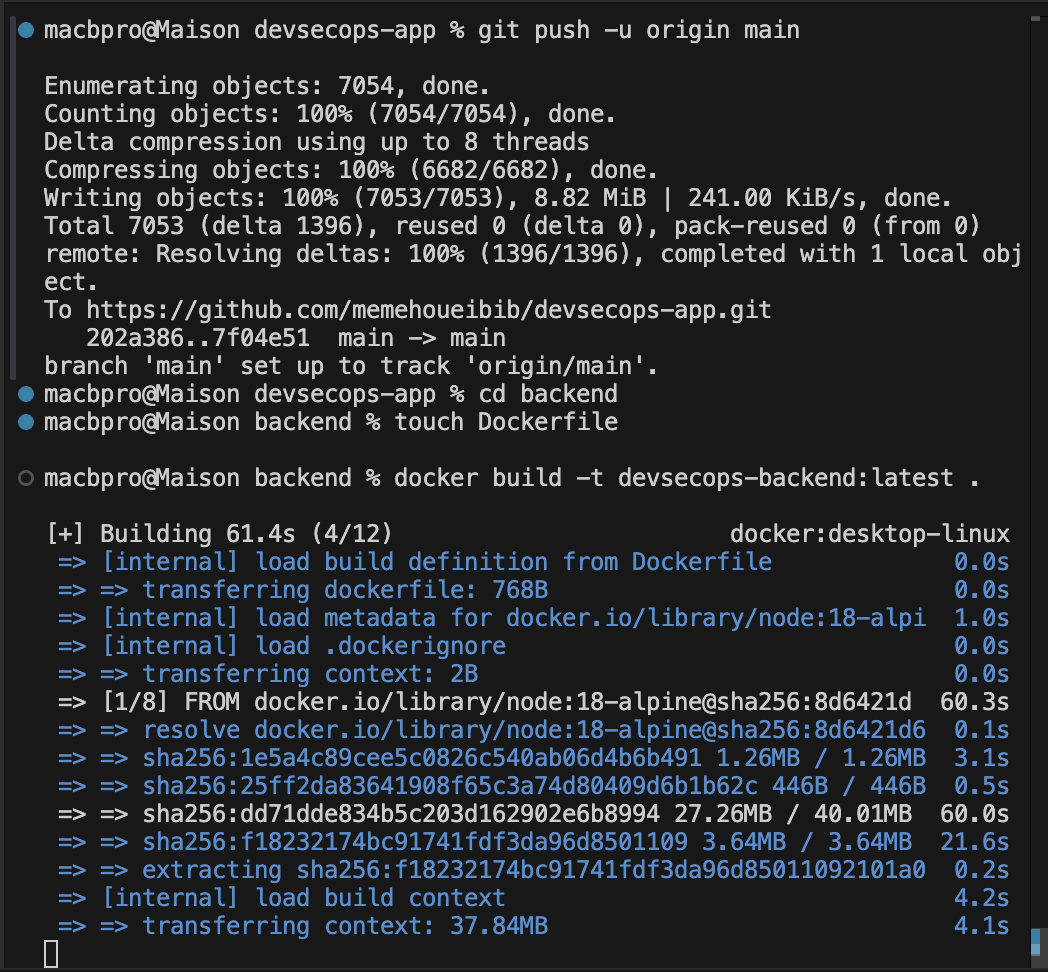 macbpro@Maison devsecops-app % git push -u origin main
Enumerating objects: 7054, done.
Counting objects: 100% (7054/7054), done.
Delta compression using up to 8 threads
Compressing objects: 100% (6682/6682), done.
Writing objects: 100% (7053/7053), 8.82 MiB | 241.00 KiB/s, done.
Total 7053 (delta 1396), reused 0 (delta 0), pack-reused 0 (from 0)
remote: Resolving deltas: 100% (1396/1396), completed with 1 local obj
ect.
To https://github.com/memehoueibib/devsecops-app.git
202a386..7f04e51  main -> main
branch 'main' set up to track 'origin/main'.
macbpro@Maison devsecops-app % cd backend
macbpro@Maison backend % touch Dockerfile
macbpro@Maison backend % docker build -t devsecops-backend:latest .
[+] Building 61.4s (4/12) docker:desktop-linux
=> [internal] load build definition from Dockerfile 0.0s
=> => transferring dockerfile: 768B 0.0s
=> [internal] load metadata for docker.io/library/node:18-alpi 1.0s
=> [internal] load .dockerignore 0.0s
=> => transferring context: 2B 0.0s
=> [1/8] FROM docker.io/library/node:18-alpine@sha256:8d6421d 60.3s
=> => resolve docker.io/library/node:18-alpine@sha256:8d6421d6 0.1s
=> => sha256:1e5a4c89cee5c0826c540ab06d4b6b491 1.26MB / 1.26MB 3.1s
=> => sha256:25ff2da83641908f65c3a74d80409d6b1b62c 446B / 446B 0.5s
=> => sha256:dd71dde834b5c203d162902e6b8994 27.26MB / 40.01MB 60.0s
=> => sha256:f18232174bc91741fdf3da96d8501109 3.64MB / 3.64MB 21.6s
=> => extracting sha256:f18232174bc91741fdf3da96d85011092101a0 0.2s
=> [internal] load build context 4.2s
=> => transferring context: 37.84MB 4.1s